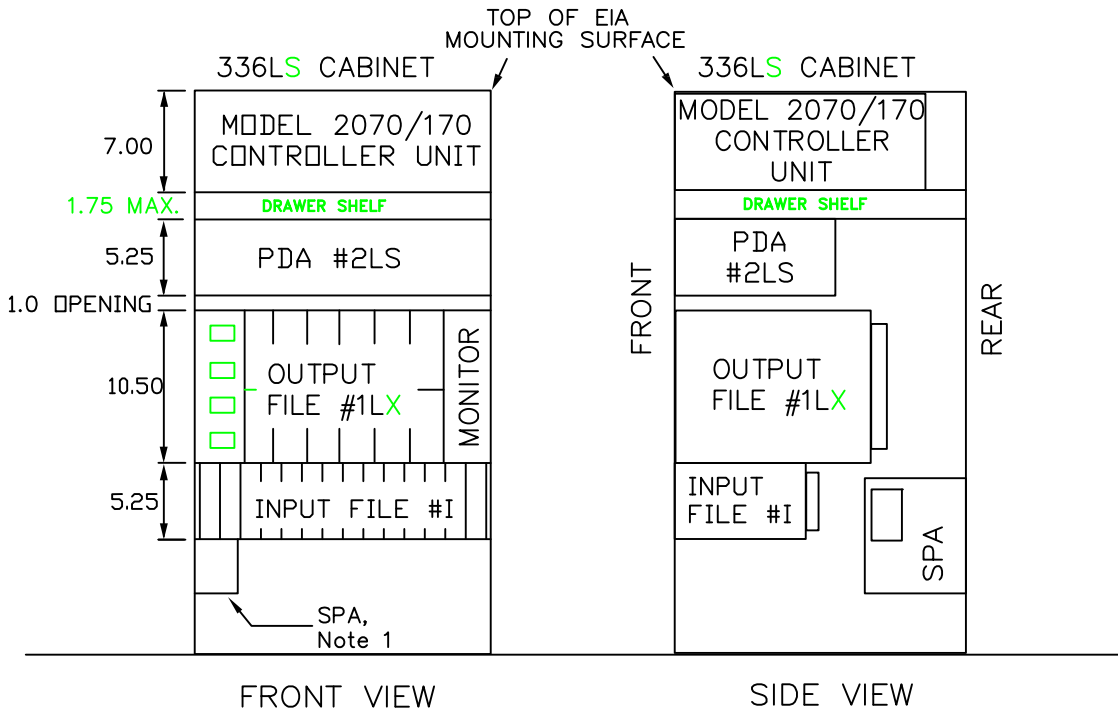 TOP OF EIA
MOUNTING SURFACE
336LS CABINET
336LS CABINET
MODEL 2070/170
CONTROLLER UNIT
MODEL 2070/170
CONTROLLER
UNIT
7.00
1.75 MAX.
DRAWER SHELF
DRAWER SHELF
5.25
PDA #2LS
PDA
#2LS
1.0 OPENING
FRONT
REAR
10.50
OUTPUT
FILE #1LX
MONITOR
OUTPUT
FILE #1LX
5.25
INPUT FILE #I
INPUT
FILE #I
SPA
SPA,
Note 1
FRONT VIEW
SIDE VIEW